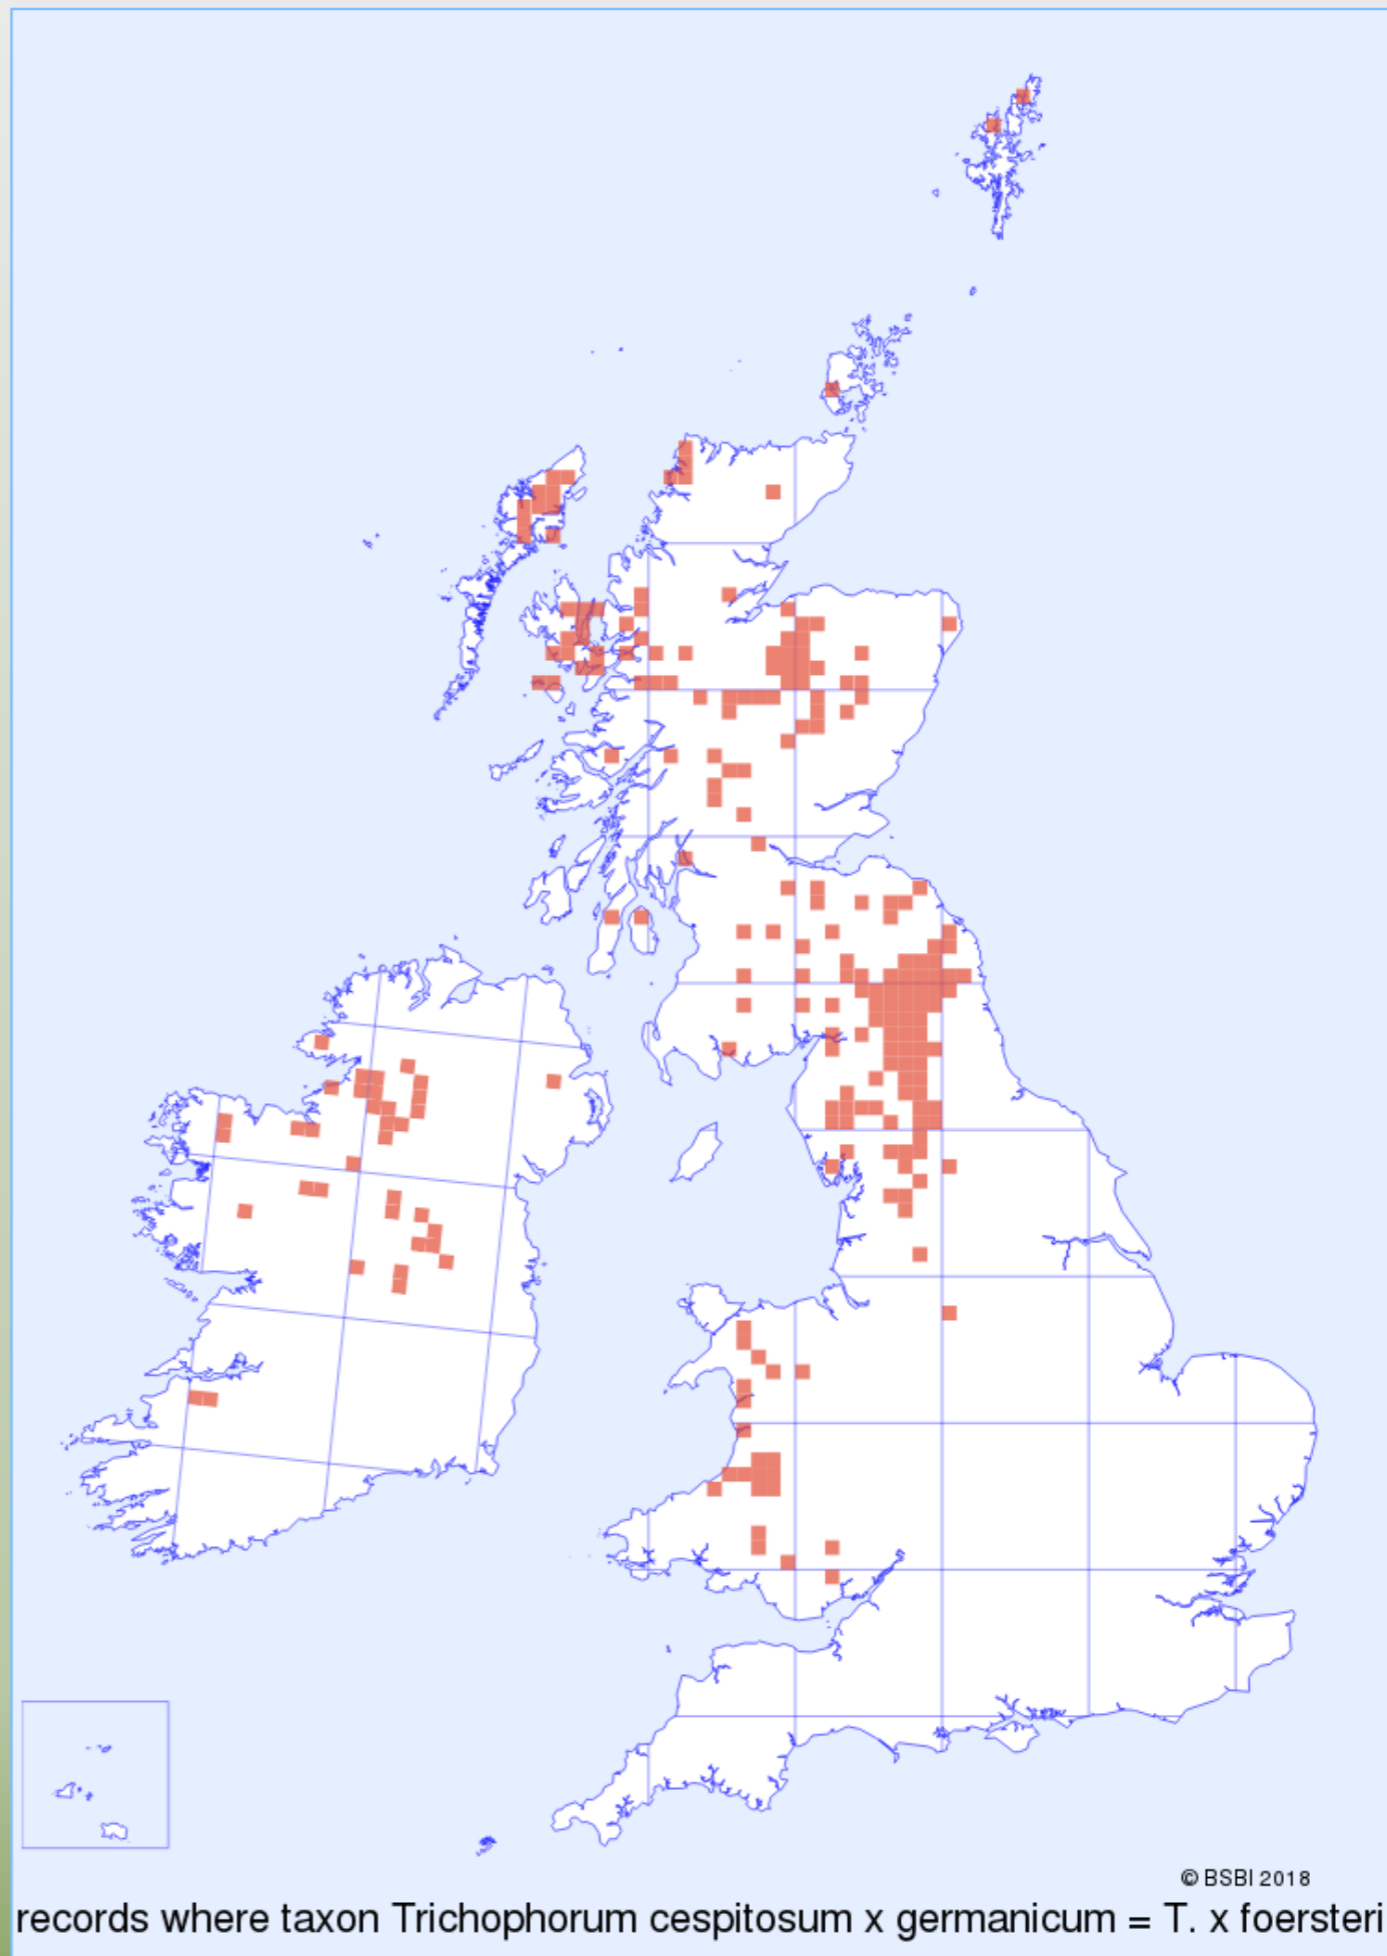 © BSBI 2018
records where taxon Trichophorum cespitosum x germanicum = T. x foersteri